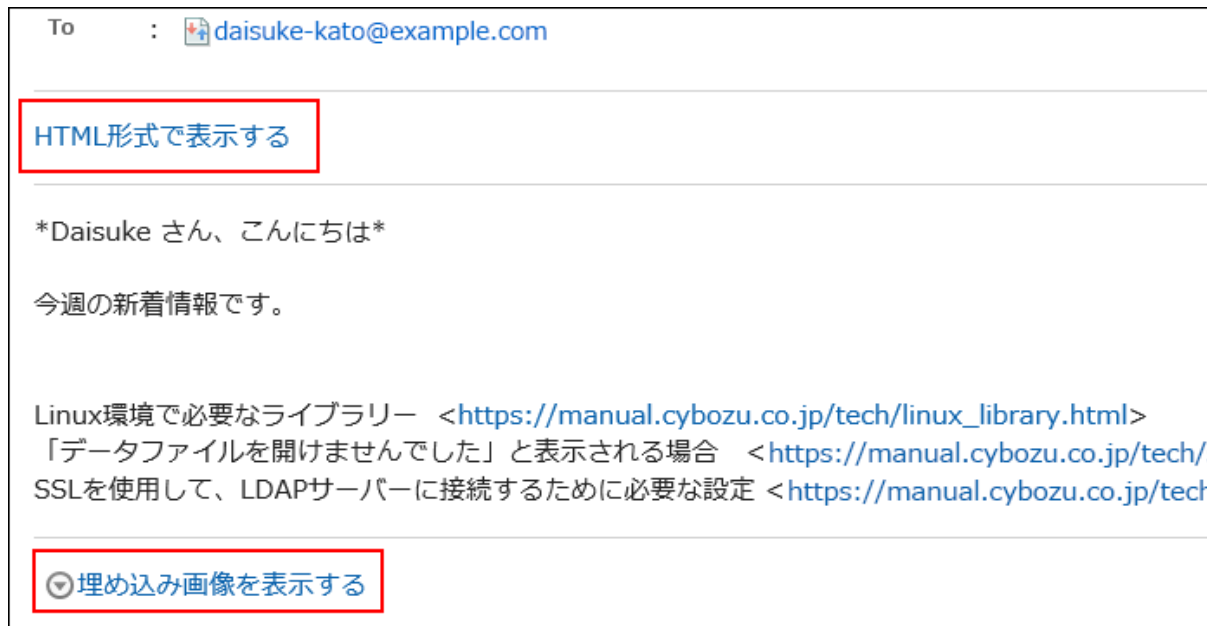 To : daisuke-kato@example.com
HTML形式で表示する
*Daisuke さん、こんにちは*
今週の新着情報です。
Linux環境で必要なライブラリー <https://manual.cybozu.co.jp/tech/linux_library.html>
「データファイルを開けませんでした」と表示される場合 <https://manual.cybozu.co.jp/tech/
SSLを使用して、LDAPサーバーに接続するために必要な設定 <https://manual.cybozu.co.jp/tech
埋め込み画像を表示する